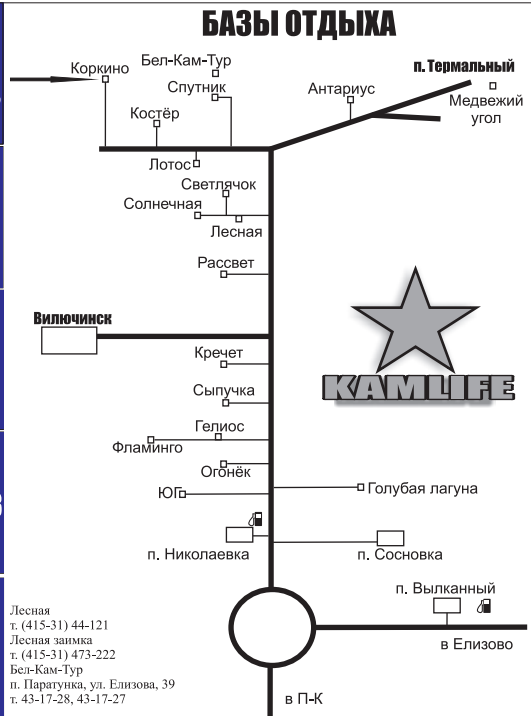 БАЗЫ ОТДЫХА
Бел-Кам-Тур
Коркино
Спутник
Костёр
Лотос
п. Термальный
Антариус
Медвежий
угол
Светлячок
Солнечная
Лесная
Рассвет
Вилючинск
KAMLIFE
Кречет
Сыпучка
Гелиос
Фламинго
Огонёк
ЮГ
Голубая лагуна
п. Николаевка
п. Сосновка
п. Вылканный
в Елизово
в П-К
Лесная
т. (415-31) 44-121
Лесная заимка
т. (415-31) 473-222
Бел-Кам-Тур
п. Паратунка, ул. Елизова, 39
т. 43-17-28, 43-17-27